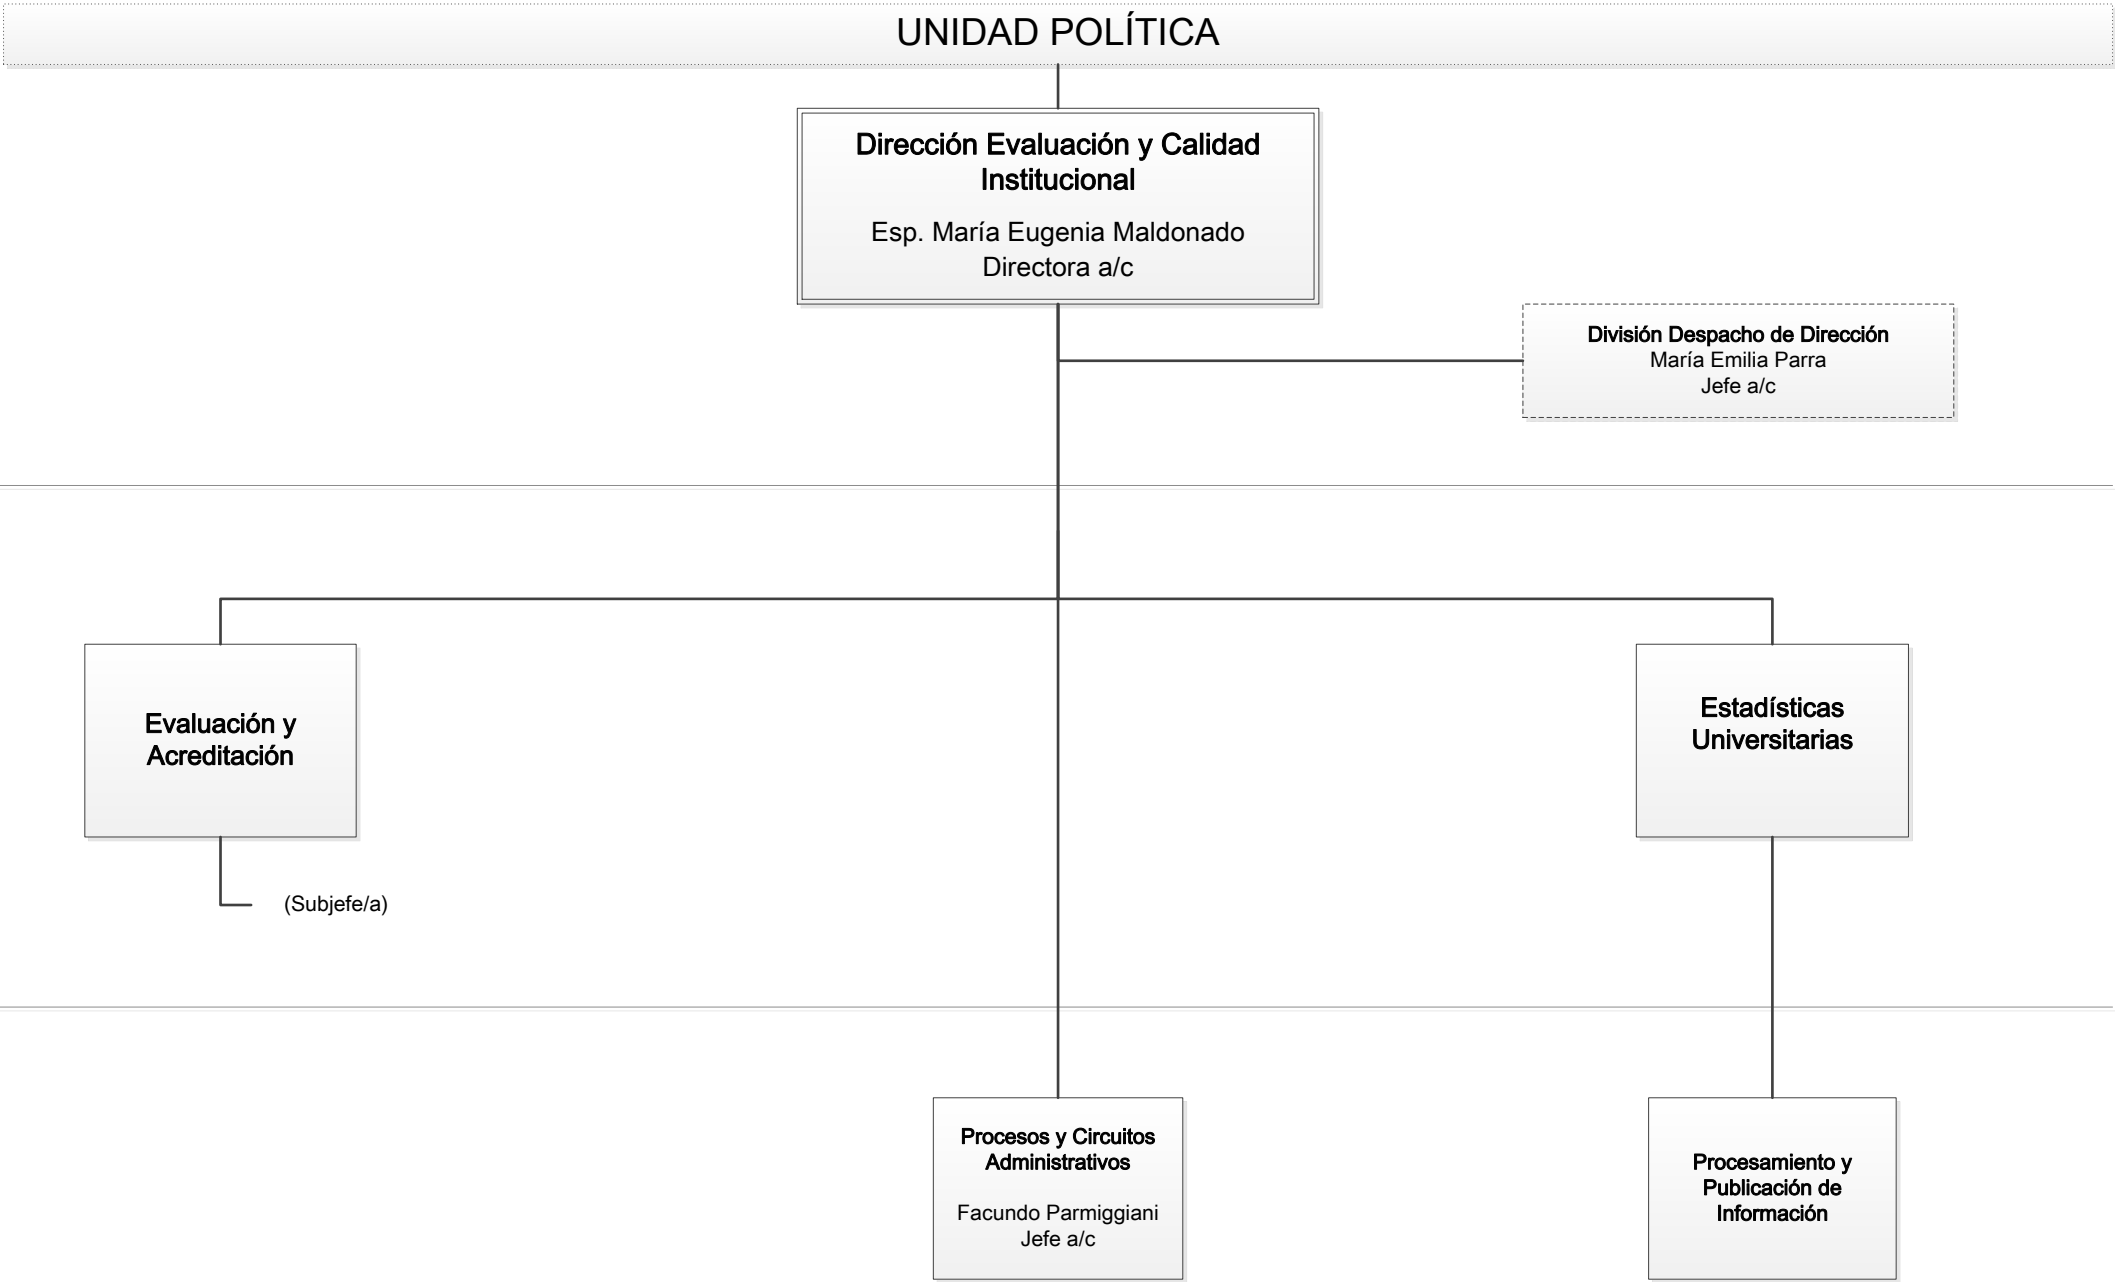 UNIDAD POLÍTICA
Dirección Evaluación y Calidad
Institucional
Esp. María Eugenia Maldonado
Directora a/c
División Despacho de Dirección
María Emilia Parra
Jefe a/c
Evaluación y
Acreditación
(Subjefe/a)
Estadísticas
Universitarias
Procesos y Circuitos
Administrativos
Facundo Parmiggiani
Jefe a/c
Procesamiento y
Publicación de
Información